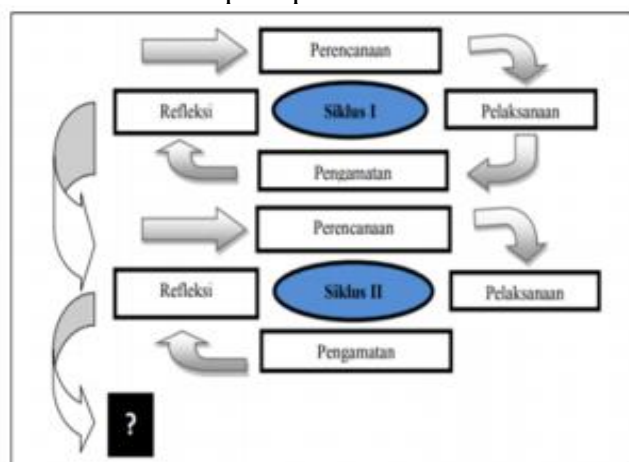 Perencanaan
Refleksi
Siklus I
Pelaksanaan
Pengamatan
Perencanaan
Refleksi
Siklus II
Pelaksanaan
Pengamatan
?